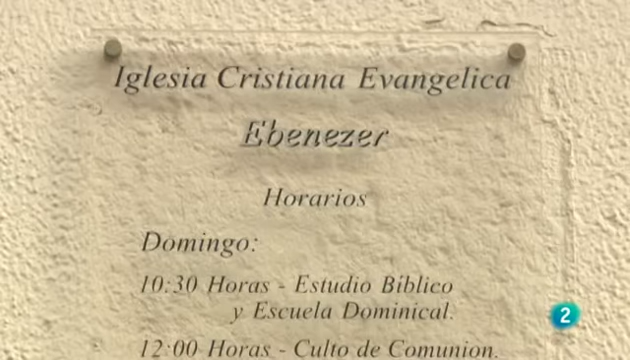 Iglesia Cristiana Evangelica
Ebenezer
Horarios
Domingo:
10:30 Horas - Estudio Bíblico
y Escuela Dominical.
12:00 Horas - Culto de Comunion.
2